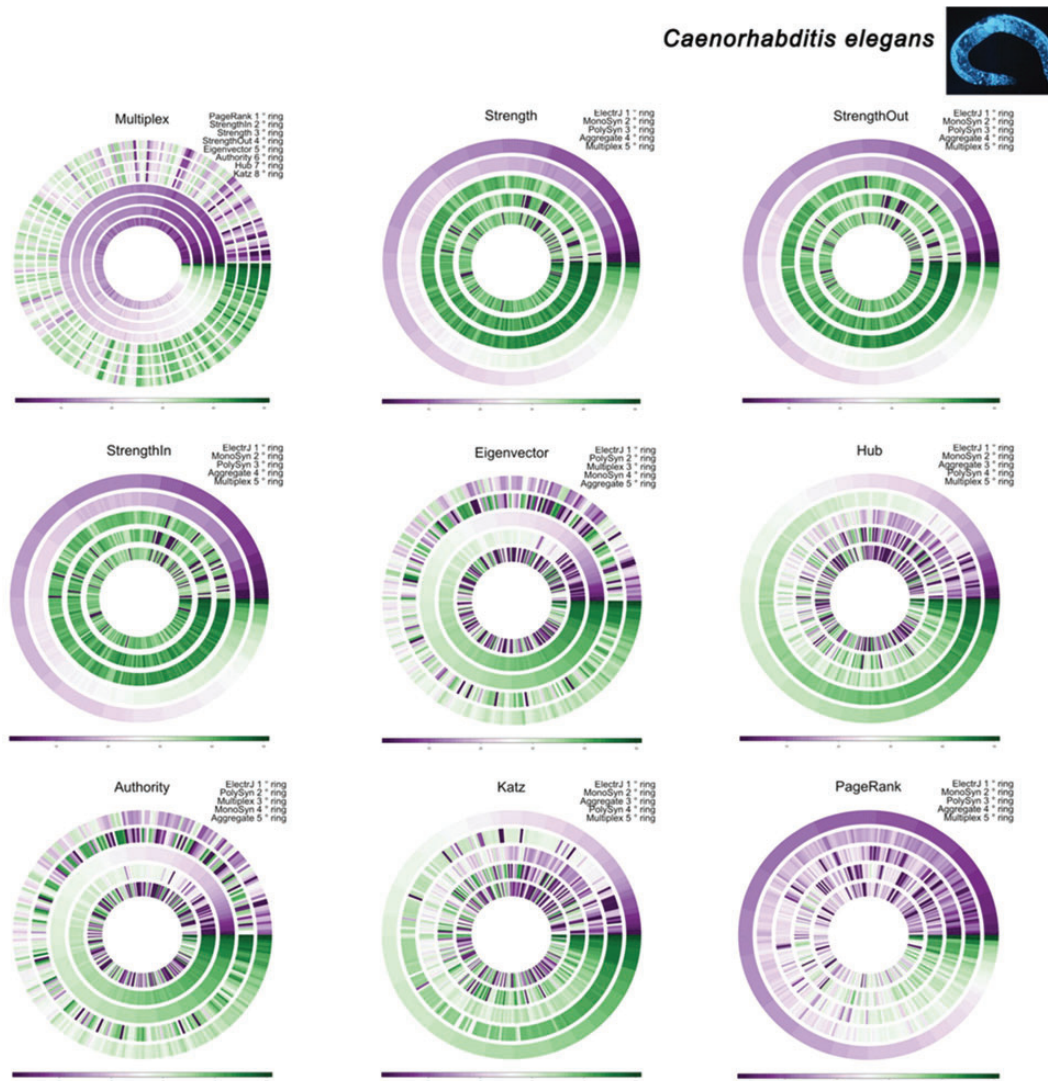 Caenorhabditis elegans
Multiplex
PageRank 1 ° ring
StrengthIn 2 ° ring
Strength 3 ° ring
StrengthOut 4 ° ring
Eigenvector 5 ° ring
Authority 6 ° ring
Hub 7 ° ring
Katz 8 ° ring
Strength
ElectrJ 1 ° ring
MonoSyn 2 ° ring
PolySyn 3 ° ring
Aggregate 4 ° ring
Multiplex 5 ° ring
StrengthOut
ElectrJ 1 ° ring
MonoSyn 2 ° ring
PolySyn 3 ° ring
Aggregate 4 ° ring
Multiplex 5 ° ring
StrengthIn
ElectrJ 1 ° ring
MonoSyn 2 ° ring
PolySyn 3 ° ring
Aggregate 4 ° ring
Multiplex 5 ° ring
Eigenvector
ElectrJ 1 ° ring
PolySyn 2 ° ring
Multiplex 3 ° ring
MonoSyn 4 ° ring
Aggregate 5 ° ring
Hub
ElectrJ 1 ° ring
MonoSyn 2 ° ring
Aggregate 3 ° ring
PolySyn 4 ° ring
Multiplex 5 ° ring
Authority
ElectrJ 1 ° ring
PolySyn 2 ° ring
Multiplex 3 ° ring
MonoSyn 4 ° ring
Aggregate 5 ° ring
Katz
ElectrJ 1 ° ring
MonoSyn 2 ° ring
Aggregate 3 ° ring
PolySyn 4 ° ring
Multiplex 5 ° ring
PageRank
ElectrJ 1 ° ring
MonoSyn 2 ° ring
PolySyn 3 ° ring
Aggregate 4 ° ring
Multiplex 5 ° ring